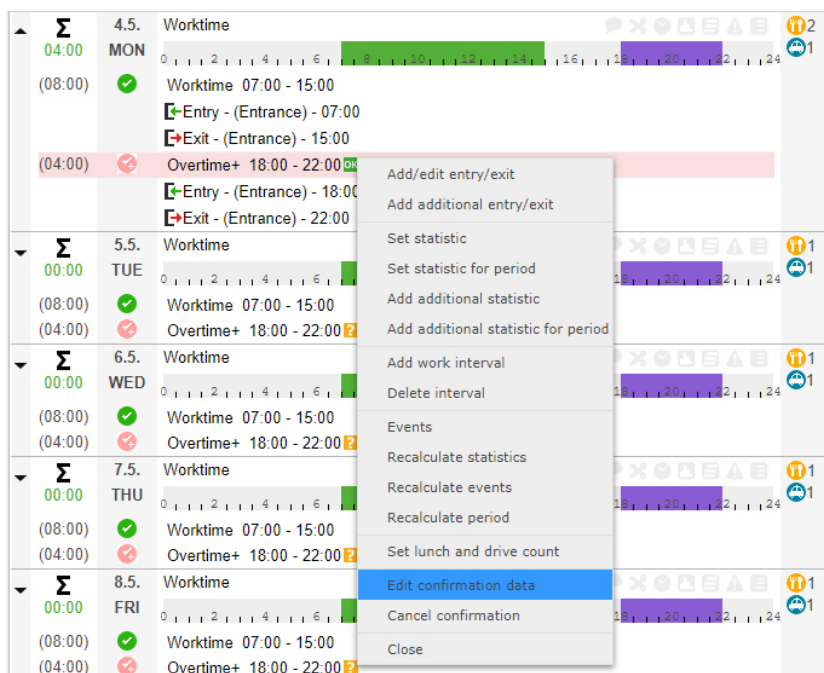 Σ 4.5. Worktime 2
04:00 MON 0 2 4 6 8 10 12 14 16 18 20 22 24 1
(08:00) Worktime 07:00 - 15:00
Entry - (Entrance) - 07:00
Exit - (Entrance) - 15:00
(04:00) Overtime+ 18:00 - 22:00 OK
Entry - (Entrance) - 18:00
Exit - (Entrance) - 22:00
Add/edit entry/exit
Add additional entry/exit
Set statistic
Set statistic for period
Add additional statistic
Add additional statistic for period
Add work interval
Delete interval
Events
Recalculate statistics
Recalculate events
Recalculate period
Set lunch and drive count
Edit confirmation data
Cancel confirmation
Close
Σ 5.5. Worktime 1
00:00 TUE 0 2 4 6 18 20 22 24 1
(08:00) Worktime 07:00 - 15:00
(04:00) Overtime+ 18:00 - 22:00 ?
Σ 6.5. Worktime 1
00:00 WED 0 2 4 6 18 20 22 24 1
(08:00) Worktime 07:00 - 15:00
(04:00) Overtime+ 18:00 - 22:00 ?
Σ 7.5. Worktime 1
00:00 THU 0 2 4 6 18 20 22 24 1
(08:00) Worktime 07:00 - 15:00
(04:00) Overtime+ 18:00 - 22:00 ?
Σ 8.5. Worktime 1
00:00 FRI 0 2 4 6 18 20 22 24 1
(08:00) Worktime 07:00 - 15:00
(04:00) Overtime+ 18:00 - 22:00 ?